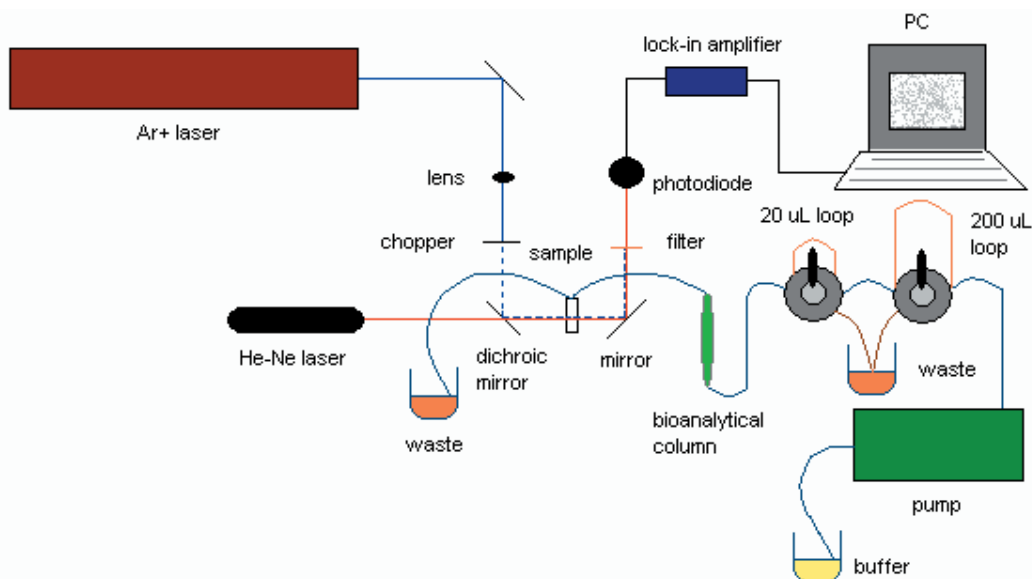 PC
lock-in amplifier
Ar+ laser
lens
photodiode
20 uL loop
200 uL
loop
chopper
sample
filter
He-Ne laser
dichroic
mirror
mirror
waste
waste
bioanalytical
column
pump
buffer